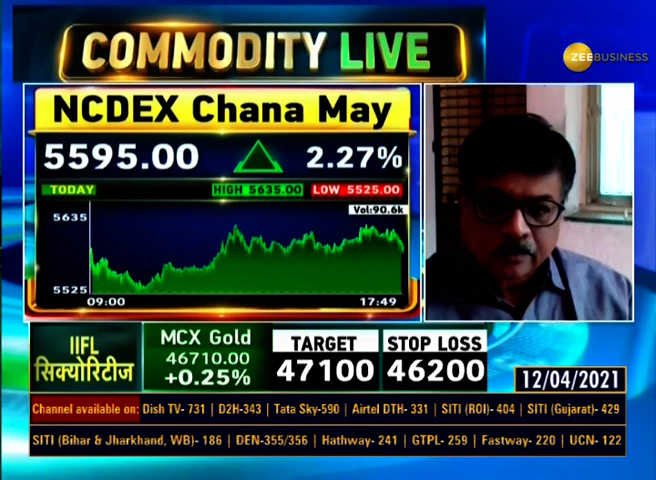 COMMODITY LIVE
ZEE BUSINESS
NCDEX Chana May
5595.00 2.27%
TODAY HIGH 5635.00 LOW 5525.00
Vol:90.6k
5635
5525
09:00 17:49
IIFL
सिक्योरिटीज
MCX Gold
46710.00
+0.25%
TARGET
47100
STOP LOSS
46200
12/04/2021
Channel available on: Dish TV- 731 | D2H-343 | Tata Sky-590 | Airtel DTH- 331 | SITI (ROI)- 404 | SITI (Gujarat)- 429
SITI (Bihar & Jharkhand, WB)- 186 | DEN-355/356 | Hathway- 241 | GTPL- 259 | Fastway- 220 | UCN- 122